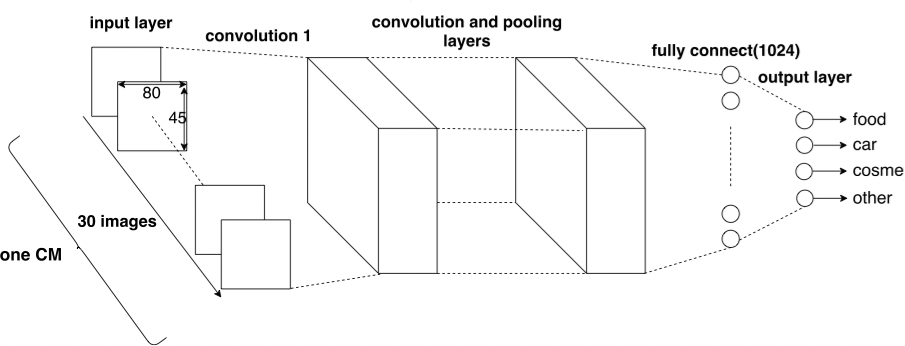 input layer
convolution 1
convolution and pooling
layers
fully connect(1024)
output layer
80
45
30 images
one CM
food
car
cosme
other